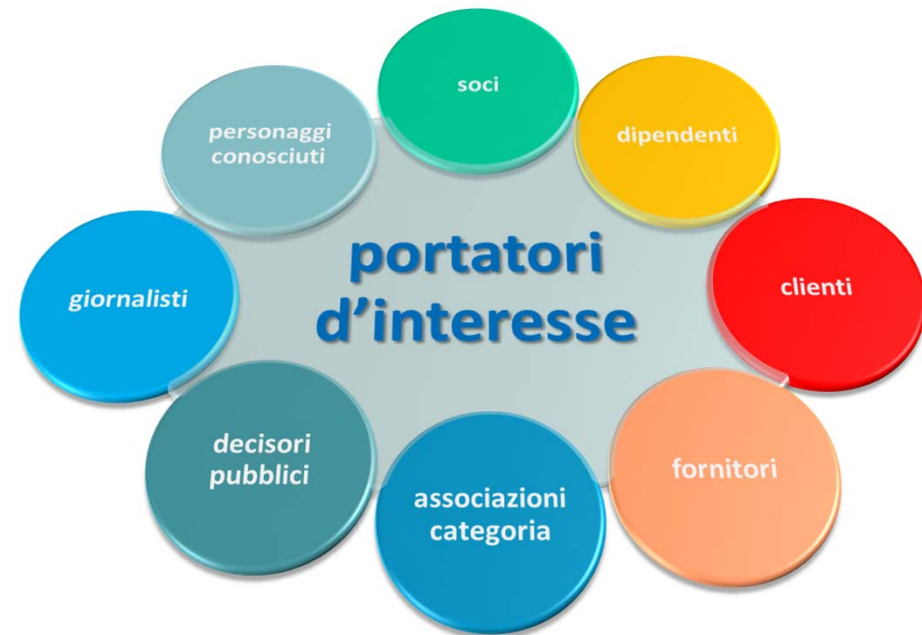 soci
dipendenti
clienti
fornitori
associazioni
categoria
decisori
pubblici
giornalisti
personaggi
conosciuti
portatori
d’interesse